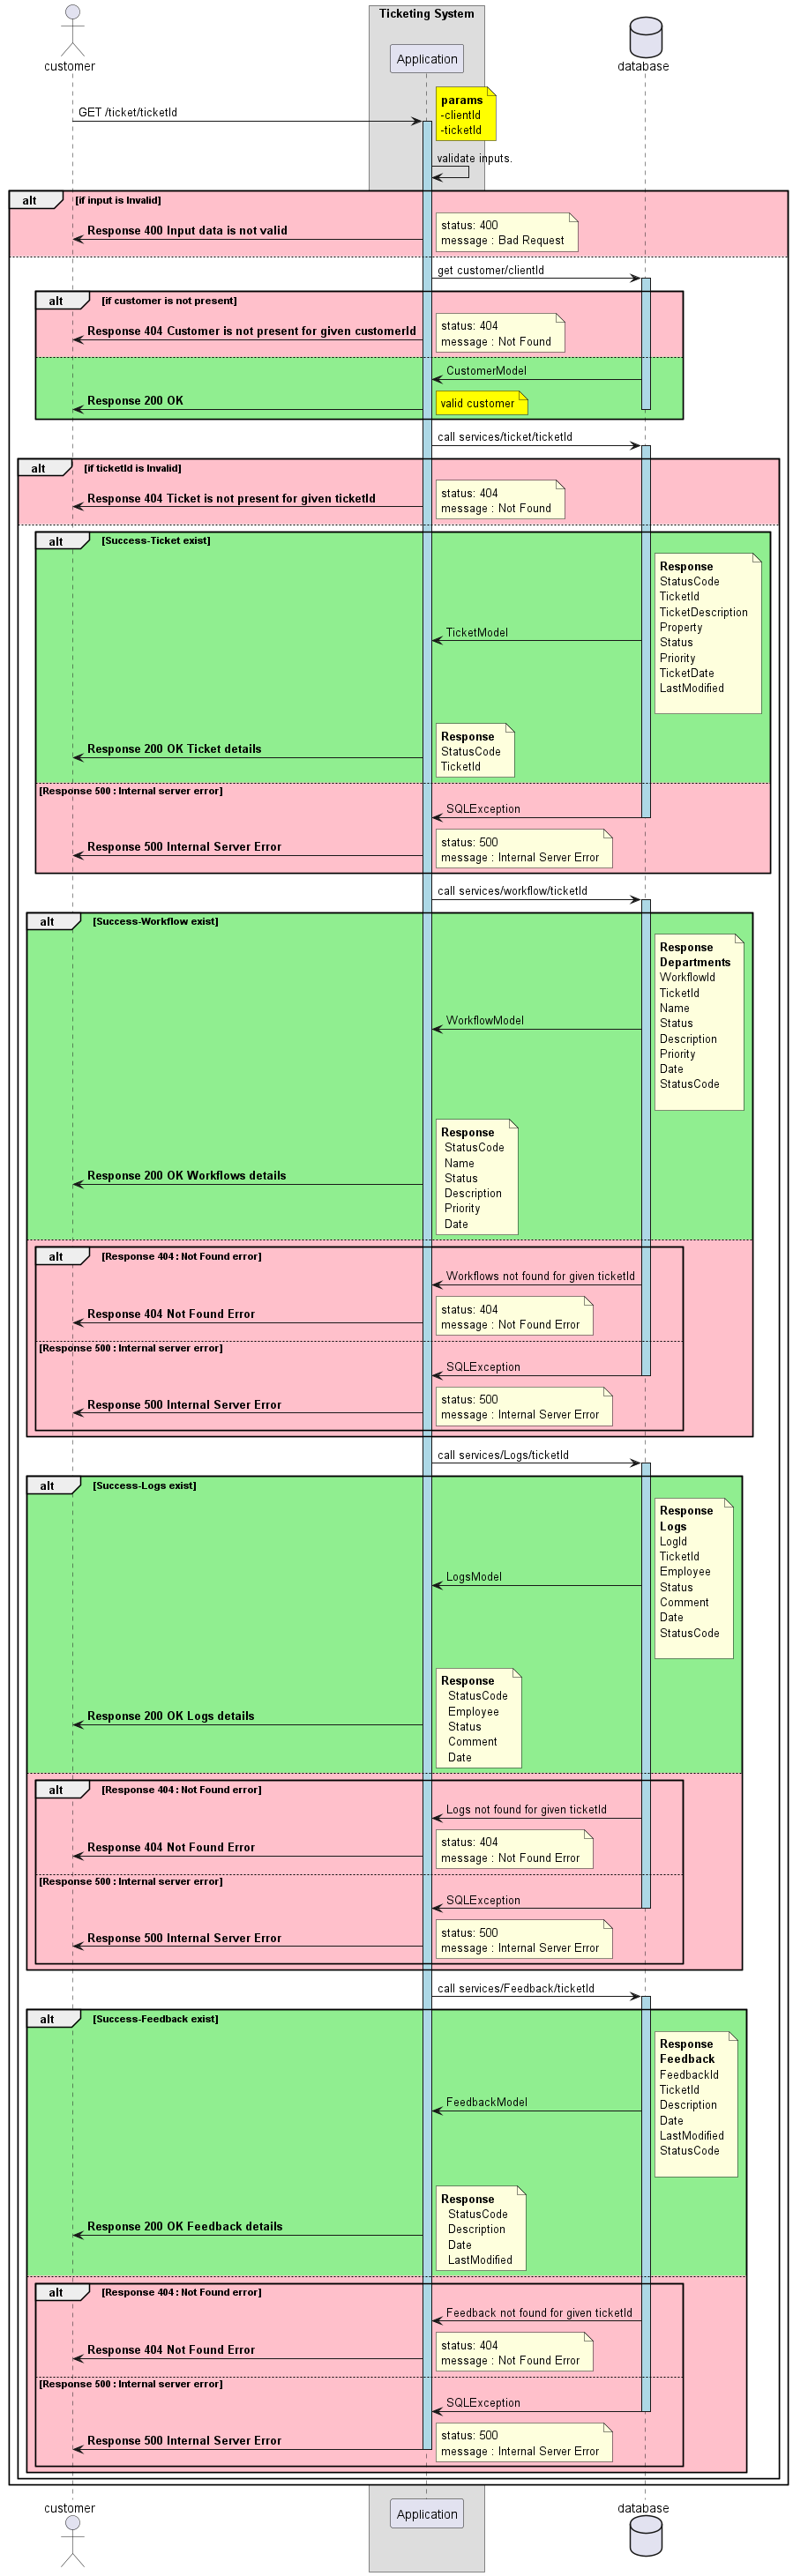 Ticketing System
customer
Application
database
GET /ticket/ticketId
params
-clientId
-ticketId
validate inputs.
alt
[if input is Invalid]
Response 400 Input data is not valid
status: 400
message : Bad Request
get customer/clientId
alt
[if customer is not present]
Response 404 Customer is not present for given customerId
status: 404
message : Not Found
CustomerModel
Response 200 OK
valid customer
call services/ticket/ticketId
alt
[if ticketId is Invalid]
Response 404 Ticket is not present for given ticketId
status: 404
message : Not Found
alt
[Success-Ticket exist]
Response
StatusCode
TicketId
TicketDescription
Property
Status
Priority
TicketDate
LastModified
TicketModel
Response 200 OK Ticket details
Response
StatusCode
TicketId
[Response 500 : Internal server error]
SQLException
Response 500 Internal Server Error
status: 500
message : Internal Server Error
call services/workflow/ticketId
alt
[Success-Workflow exist]
Response
Departments
WorkflowId
TicketId
Name
Status
Description
Priority
Date
StatusCode
WorkflowModel
Response 200 OK Workflows details
Response
StatusCode
Name
Status
Description
Priority
Date
alt
[Response 404 : Not Found error]
Workflows not found for given ticketId
Response 404 Not Found Error
status: 404
message : Not Found Error
[Response 500 : Internal server error]
SQLException
Response 500 Internal Server Error
status: 500
message : Internal Server Error
call services/Logs/ticketId
alt
[Success-Logs exist]
Response
Logs
LogId
TicketId
Employee
Status
Comment
Date
StatusCode
LogsModel
Response 200 OK Logs details
Response
StatusCode
Employee
Status
Comment
Date
alt
[Response 404 : Not Found error]
Logs not found for given ticketId
Response 404 Not Found Error
status: 404
message : Not Found Error
[Response 500 : Internal server error]
SQLException
Response 500 Internal Server Error
status: 500
message : Internal Server Error
call services/Feedback/ticketId
alt
[Success-Feedback exist]
Response
Feedback
FeedbackId
TicketId
Description
Date
LastModified
StatusCode
FeedbackModel
Response 200 OK Feedback details
Response
StatusCode
Description
Date
LastModified
alt
[Response 404 : Not Found error]
Feedback not found for given ticketId
Response 404 Not Found Error
status: 404
message : Not Found Error
[Response 500 : Internal server error]
SQLException
Response 500 Internal Server Error
status: 500
message : Internal Server Error
customer
Application
database